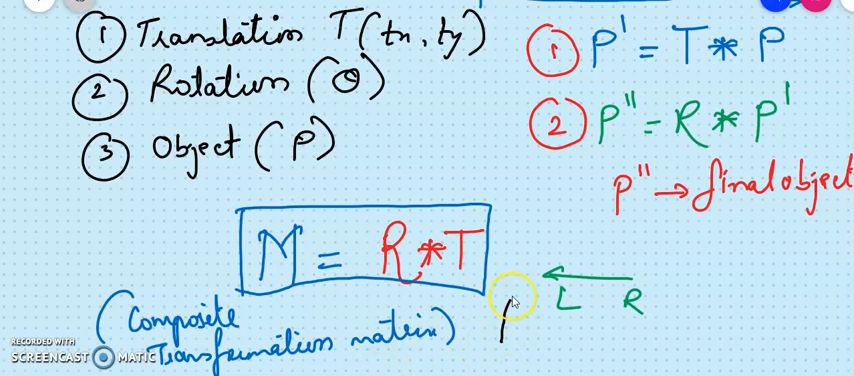 ① Translation T(tx, ty)
② Rotation (θ)
③ Object (P)
① P' = T * P
② P'' = R * P'
P'' → final object
M = R * T
(Composite
Transformation matrix)
L R
RECORDED WITH
SCREENCAST MATIC